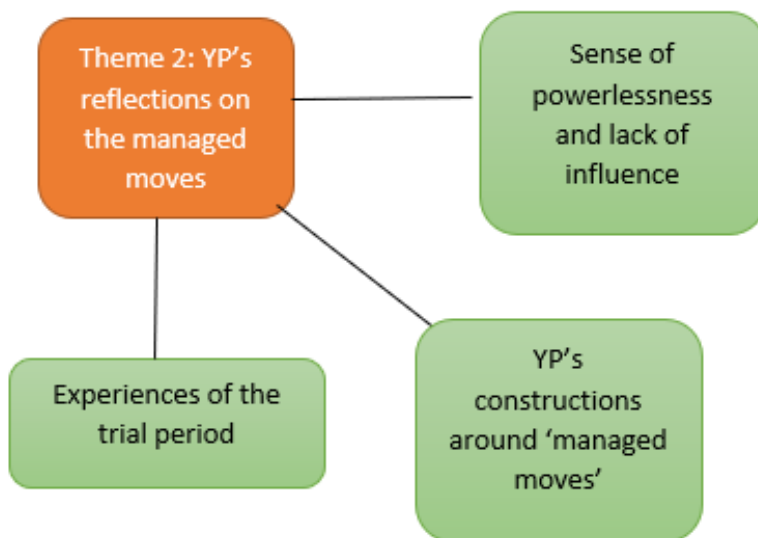 Theme 2: YP’s
reflections on
the managed
moves
Sense of
powerlessness
and lack of
influence
Experiences of the
trial period
YP’s
constructions
around ‘managed
moves’